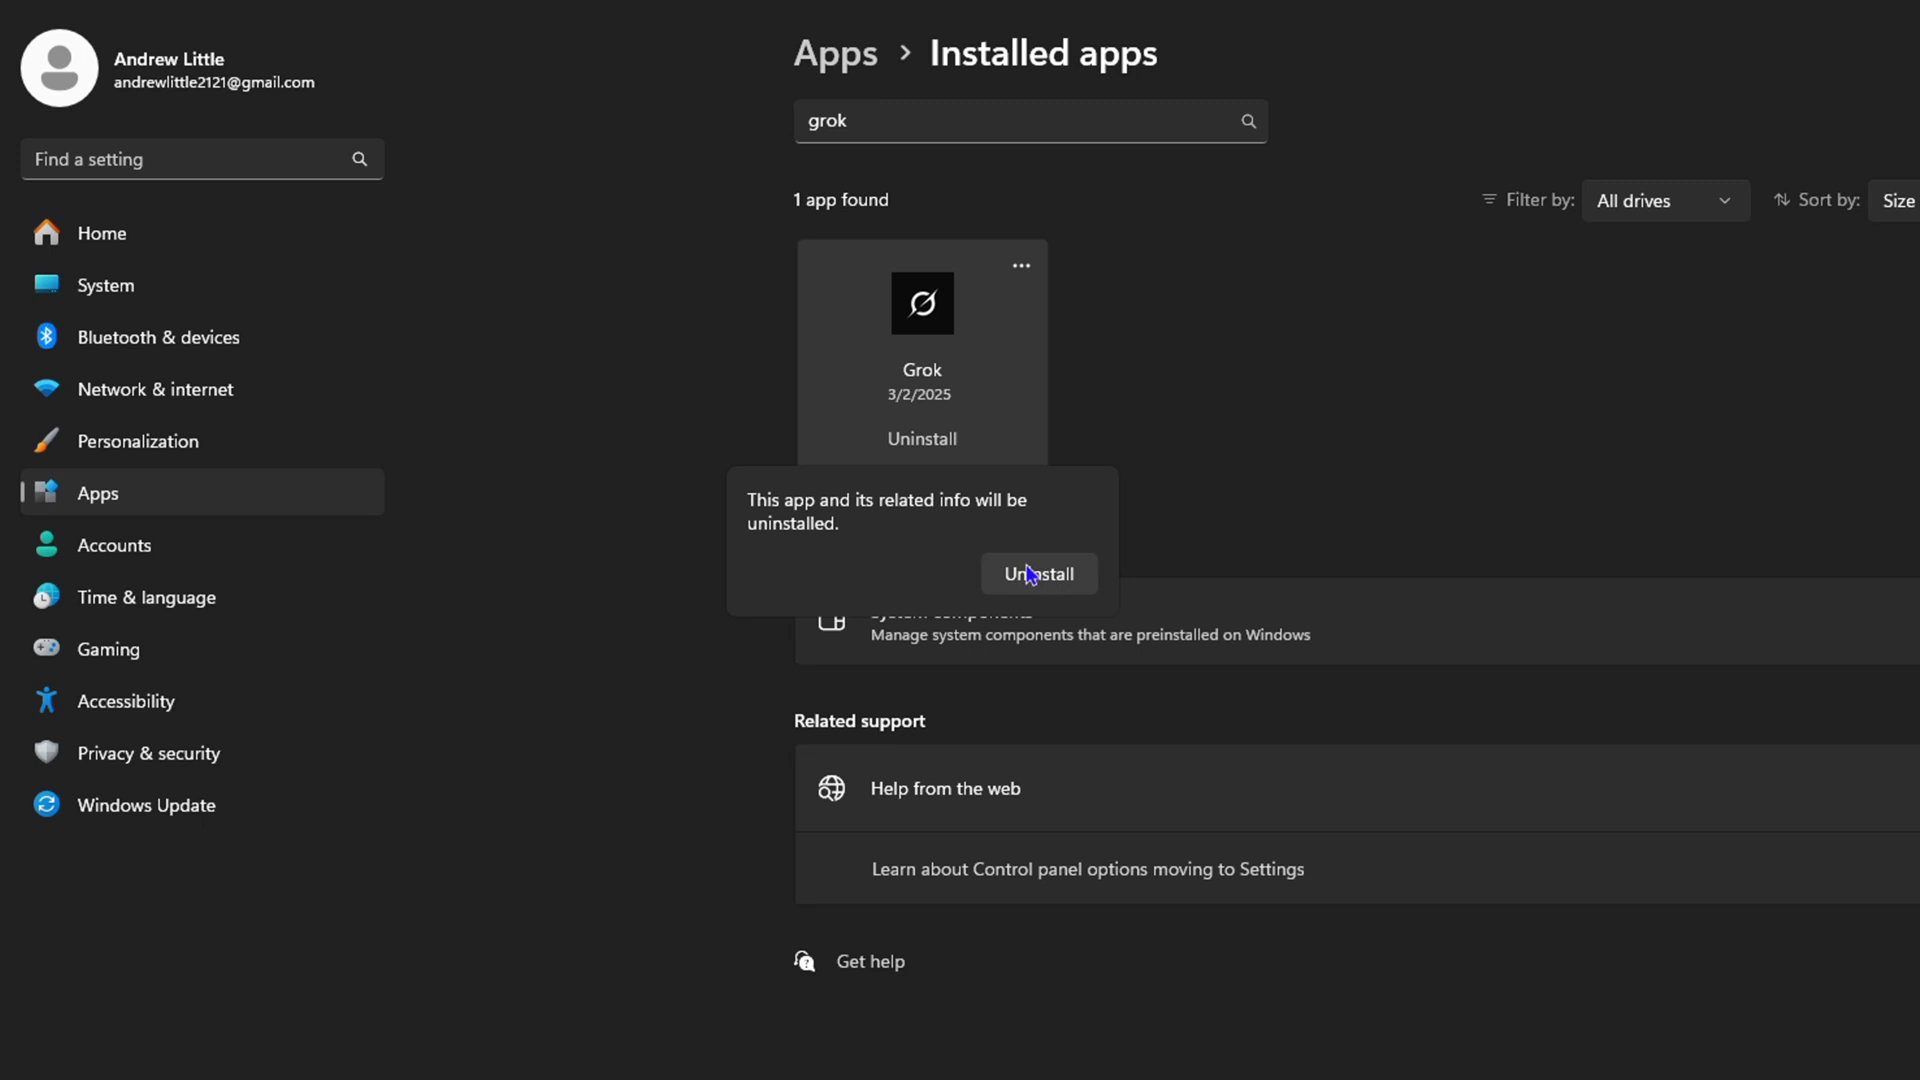 Andrew Little
andrewlittle2121@gmail.com
Find a setting
Home
System
Bluetooth & devices
Network & internet
Personalization
Apps
Accounts
Time & language
Gaming
Accessibility
Privacy & security
Windows Update
Apps > Installed apps
grok
1 app found
Filter by: All drives
Sort by: Size
Grok
3/2/2025
Uninstall
This app and its related info will be
uninstalled.
Uninstall
Manage system components that are preinstalled on Windows
Related support
Help from the web
Learn about Control panel options moving to Settings
Get help